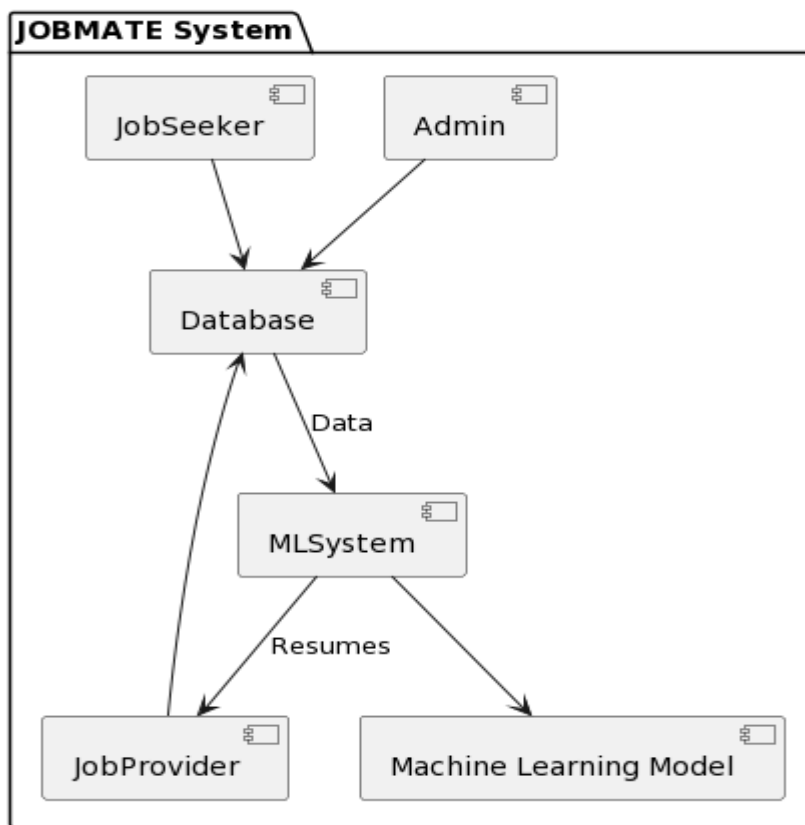 JOBMATE System
JobSeeker
Admin
Database
Data
MLSystem
Resumes
JobProvider
Machine Learning Model